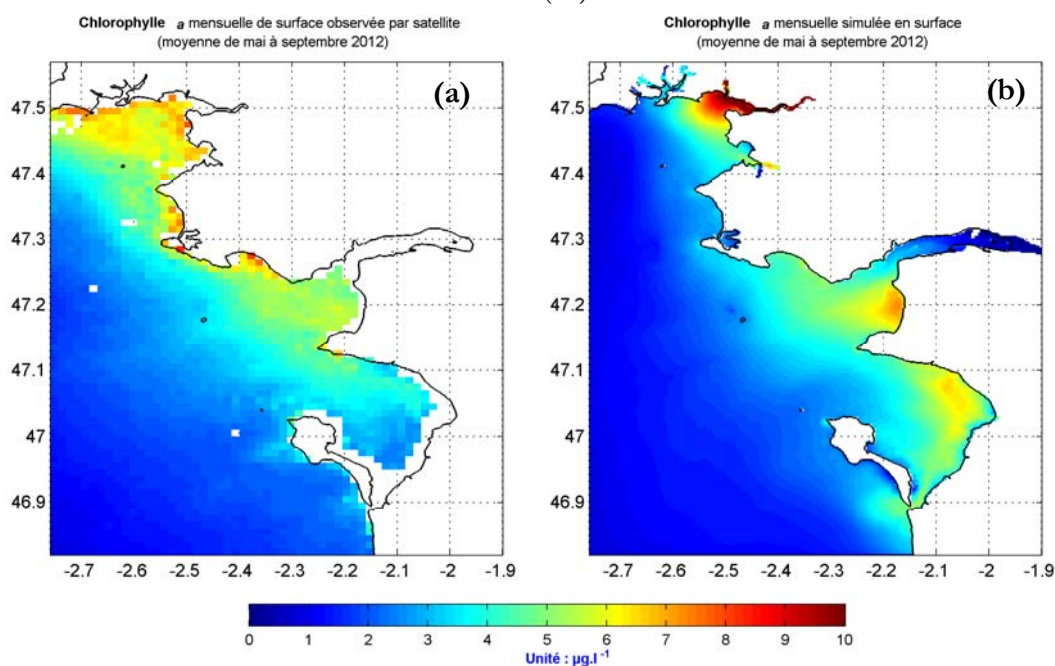 Chlorophylle a mensuelle de surface observée par satellite
(moyenne de mai à septembre 2012)
Chlorophylle a mensuelle simulée en surface
(moyenne de mai à septembre 2012)
(a)
(b)
47.5
47.4
47.3
47.2
47.1
47
46.9
-2.7 -2.6 -2.5 -2.4 -2.3 -2.2 -2.1 -2 -1.9
47.5
47.4
47.3
47.2
47.1
47
46.9
-2.7 -2.6 -2.5 -2.4 -2.3 -2.2 -2.1 -2 -1.9
0 1 2 3 4 5 6 7 8 9 10
Unité : µg.l⁻¹